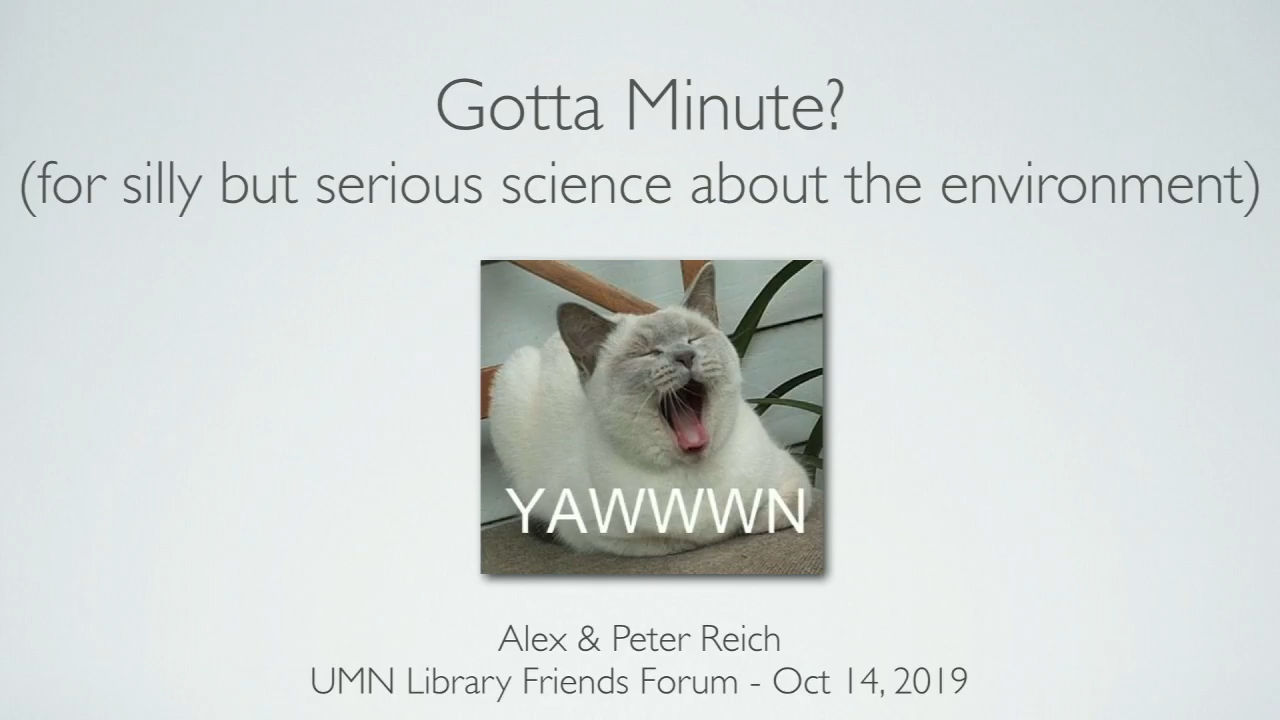 Gotta Minute?
(for silly but serious science about the environment)
YAWWWN
Alex & Peter Reich
UMN Library Friends Forum - Oct 14, 2019